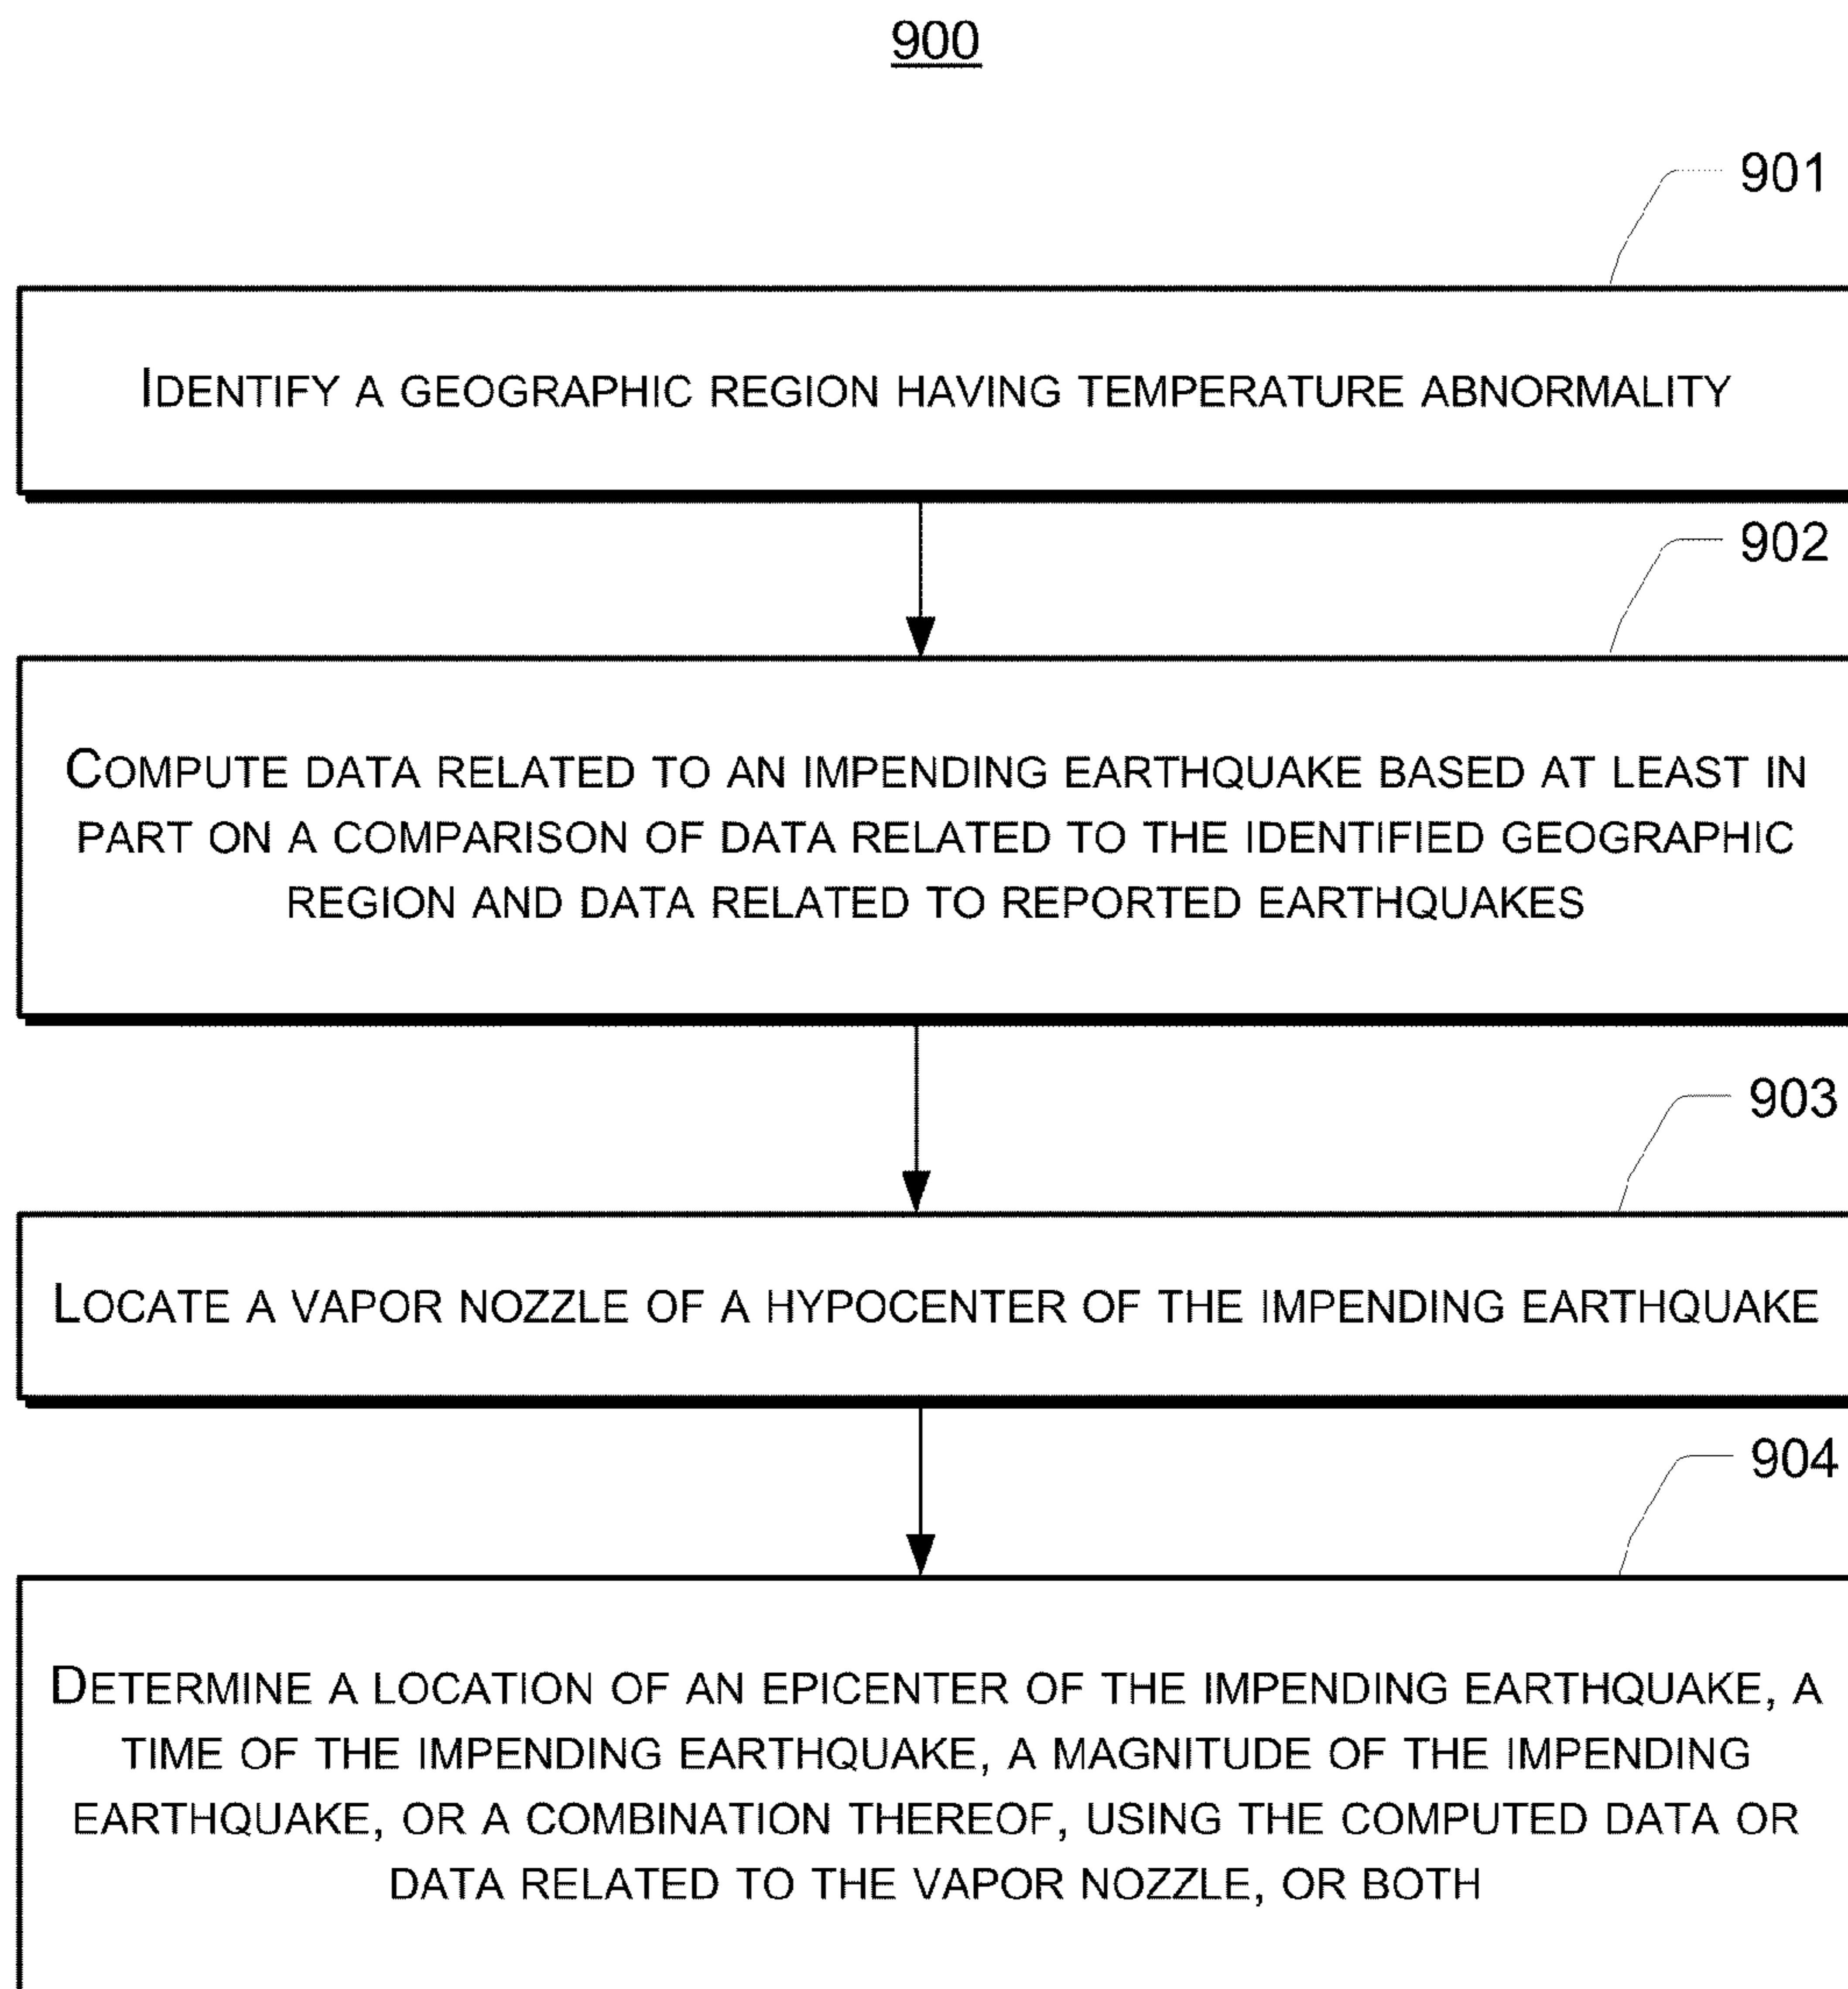 900
901
IDENTIFY A GEOGRAPHIC REGION HAVING TEMPERATURE ABNORMALITY
902
COMPUTE DATA RELATED TO AN IMPENDING EARTHQUAKE BASED AT LEAST IN
PART ON A COMPARISON OF DATA RELATED TO THE IDENTIFIED GEOGRAPHIC
REGION AND DATA RELATED TO REPORTED EARTHQUAKES
903
LOCATE A VAPOR NOZZLE OF A HYPOCENTER OF THE IMPENDING EARTHQUAKE
904
DETERMINE A LOCATION OF AN EPICENTER OF THE IMPENDING EARTHQUAKE, A
TIME OF THE IMPENDING EARTHQUAKE, A MAGNITUDE OF THE IMPENDING
EARTHQUAKE, OR A COMBINATION THEREOF, USING THE COMPUTED DATA OR
DATA RELATED TO THE VAPOR NOZZLE, OR BOTH